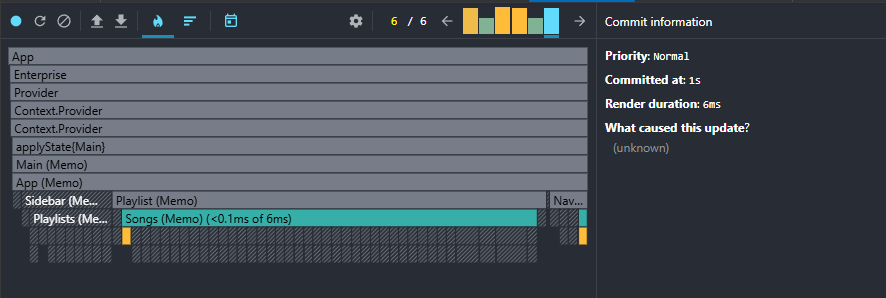 6 / 6
Commit information
App
Enterprise
Provider
Context.Provider
Context.Provider
applyState{Main}
Main (Memo)
App (Memo)
Sidebar (Me...
Playlist (Memo)
Nav...
Playlists (Me...
Songs (Memo) (<0.1ms of 6ms)
Priority: Normal
Committed at: 1s
Render duration: 6ms
What caused this update?
(unknown)